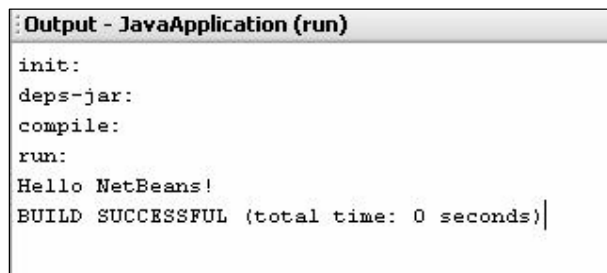 Output - JavaApplication (run)
init:
deps-jar:
compile:
run:
Hello NetBeans!
BUILD SUCCESSFUL (total time: 0 seconds)